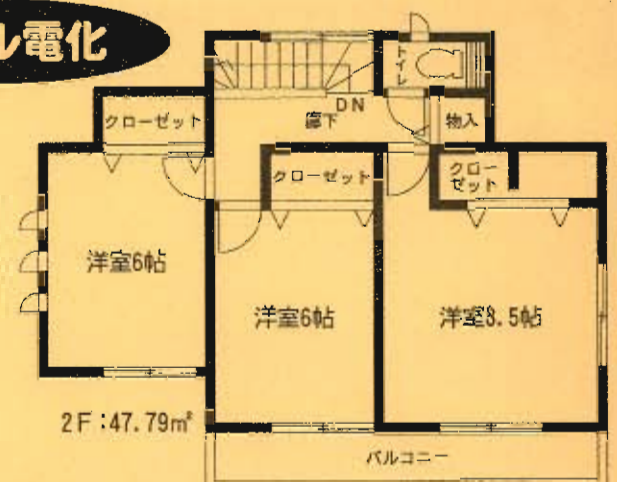 ル電化
トイレ
DN
廊下
物入
クローゼット
クローゼット
クロー
ゼット
洋室6帖
洋室6帖
洋室8.5帖
2F:47.79㎡
バルコニー